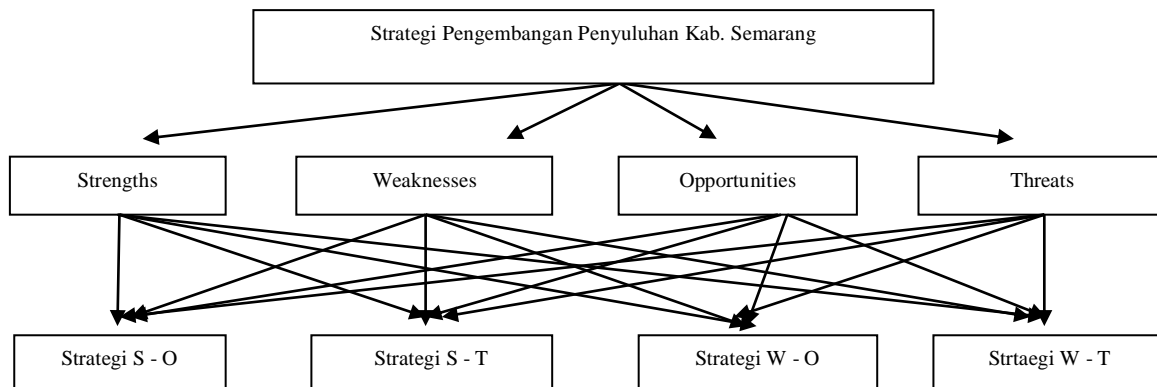 Strategi Pengembangan Penyuluhan Kab. Semarang
Strengths
Weaknesses
Opportunities
Threats
Strategi S - O
Strategi S - T
Strategi W - O
Strtaegi W - T